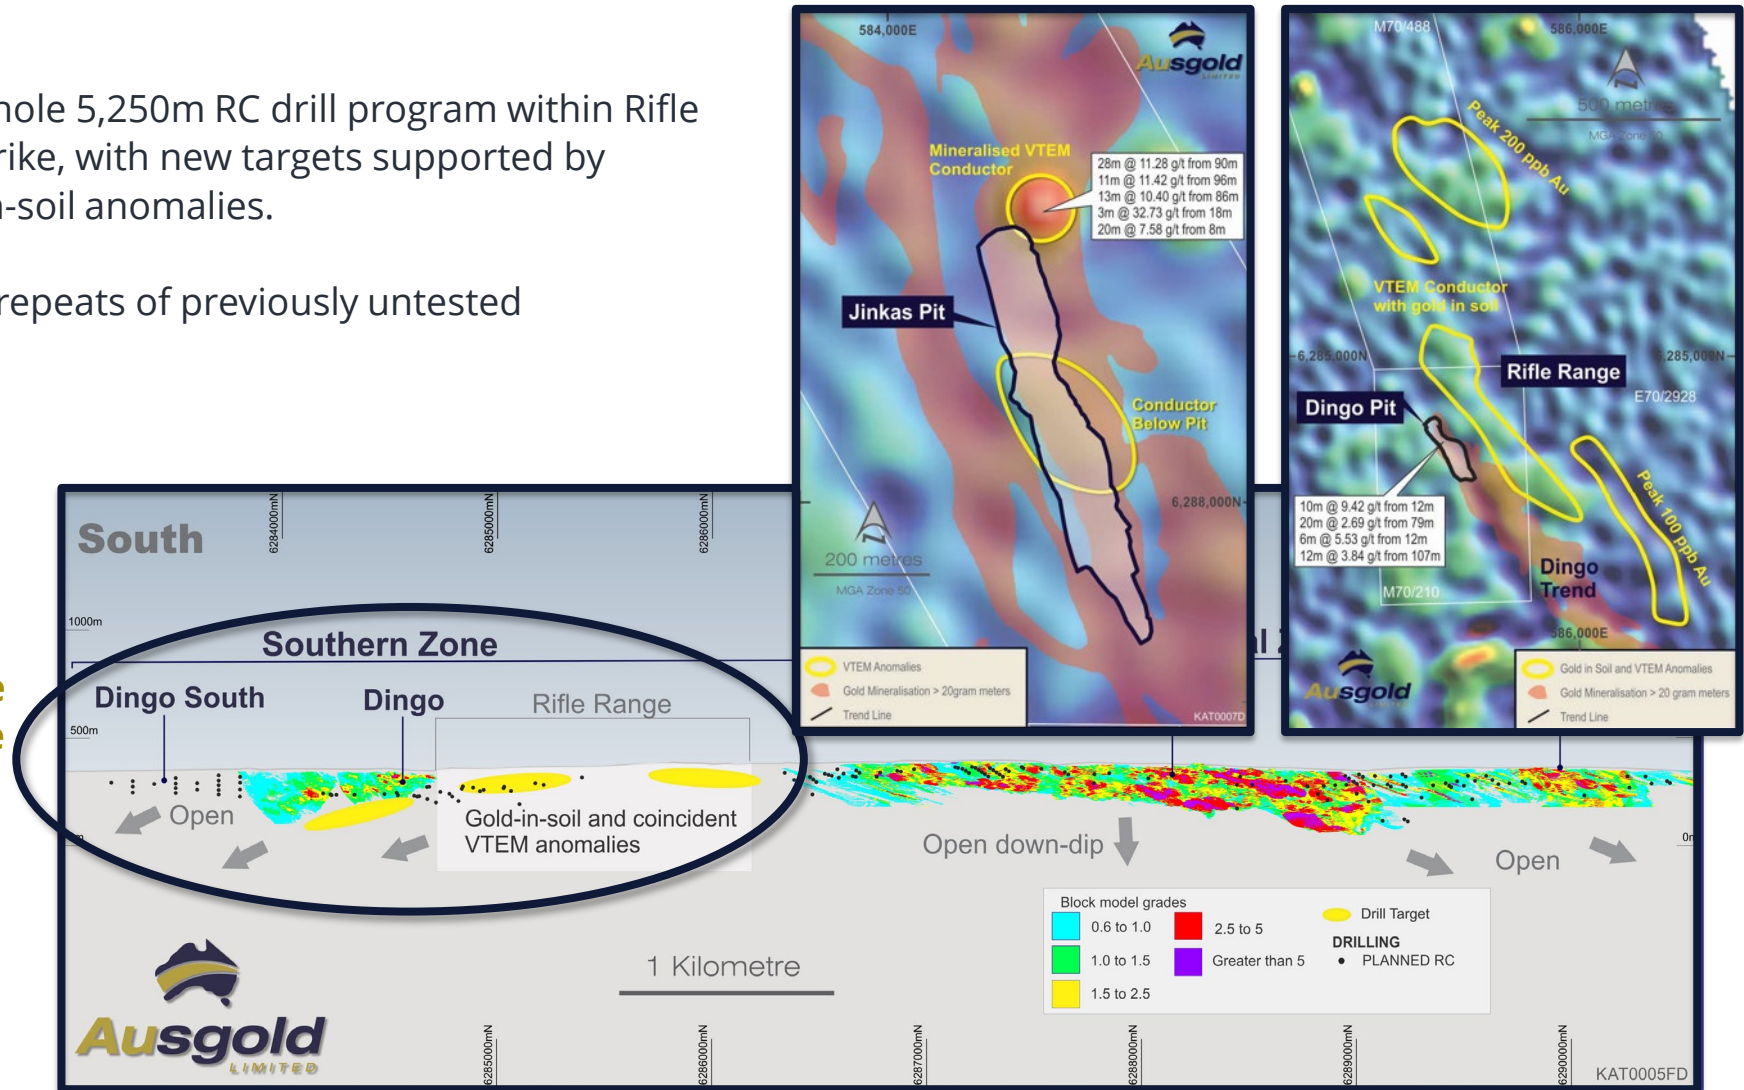 hole 5,250m RC drill program within Rifle
rike, with new targets supported by
n-soil anomalies.
repeats of previously untested
584,000E
Ausgold
LIMITED
Mineralised VTEM
Conductor
28m @ 11.28 g/t from 90m
11m @ 11.42 g/t from 96m
13m @ 10.40 g/t from 86m
3m @ 32.73 g/t from 18m
20m @ 7.58 g/t from 8m
Jinkas Pit
Conductor
Below Pit
6,288,000N
200 metres
MGA Zone 50
VTEM Anomalies
Gold Mineralisation > 20gram meters
Trend Line
KAT0007D
M70/488
586,000E
500 metres
MGA Zone 50
Peak 200 ppb Au
VTEM Conductor
with gold in soil
6,285,000N
6,285,000N
Rifle Range
E70/2928
Dingo Pit
10m @ 9.42 g/t from 12m
20m @ 2.69 g/t from 79m
6m @ 5.53 g/t from 12m
12m @ 3.84 g/t from 107m
Peak 100 ppb Au
Dingo
Trend
M70/210
586,000E
Ausgold
LIMITED
Gold in Soil and VTEM Anomalies
Gold Mineralisation > 20 gram meters
Trend Line
South
6284000mN
6285000mN
6286000mN
1000m
Southern Zone
al Z
e
e
Dingo South
Dingo
Rifle Range
500m
Open
Gold-in-soil and coincident
VTEM anomalies
Open down-dip
Open
0m
Block model grades
0.6 to 1.0
1.0 to 1.5
1.5 to 2.5
2.5 to 5
Greater than 5
Drill Target
DRILLING
PLANNED RC
1 Kilometre
Ausgold
LIMITED
6285000mN
6286000mN
6287000mN
6288000mN
6289000mN
6290000mN
KAT0005FD